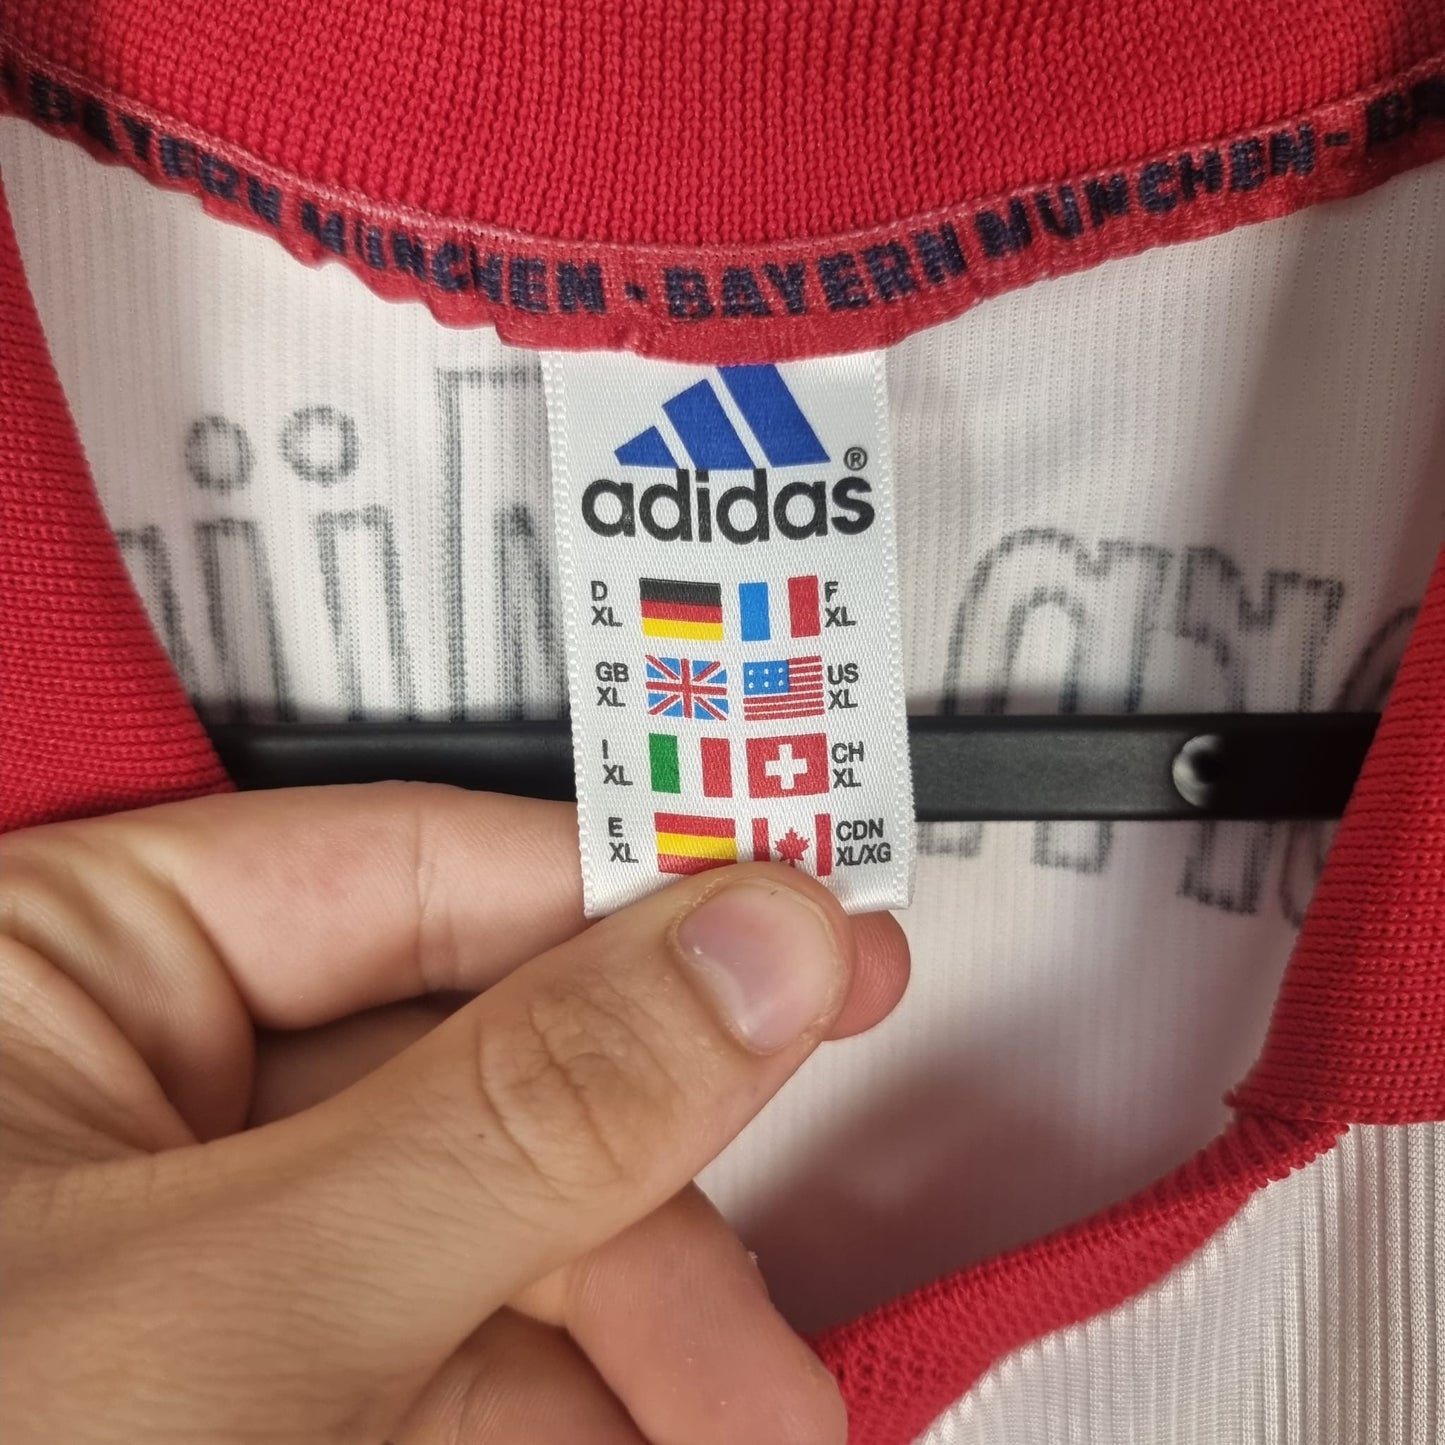 BAYERN MÜNCHEN · BAYERN MÜNCHEN -
adidas®
D XL F XL
GB XL US XL
I XL CH XL
E XL CDN XL/XG